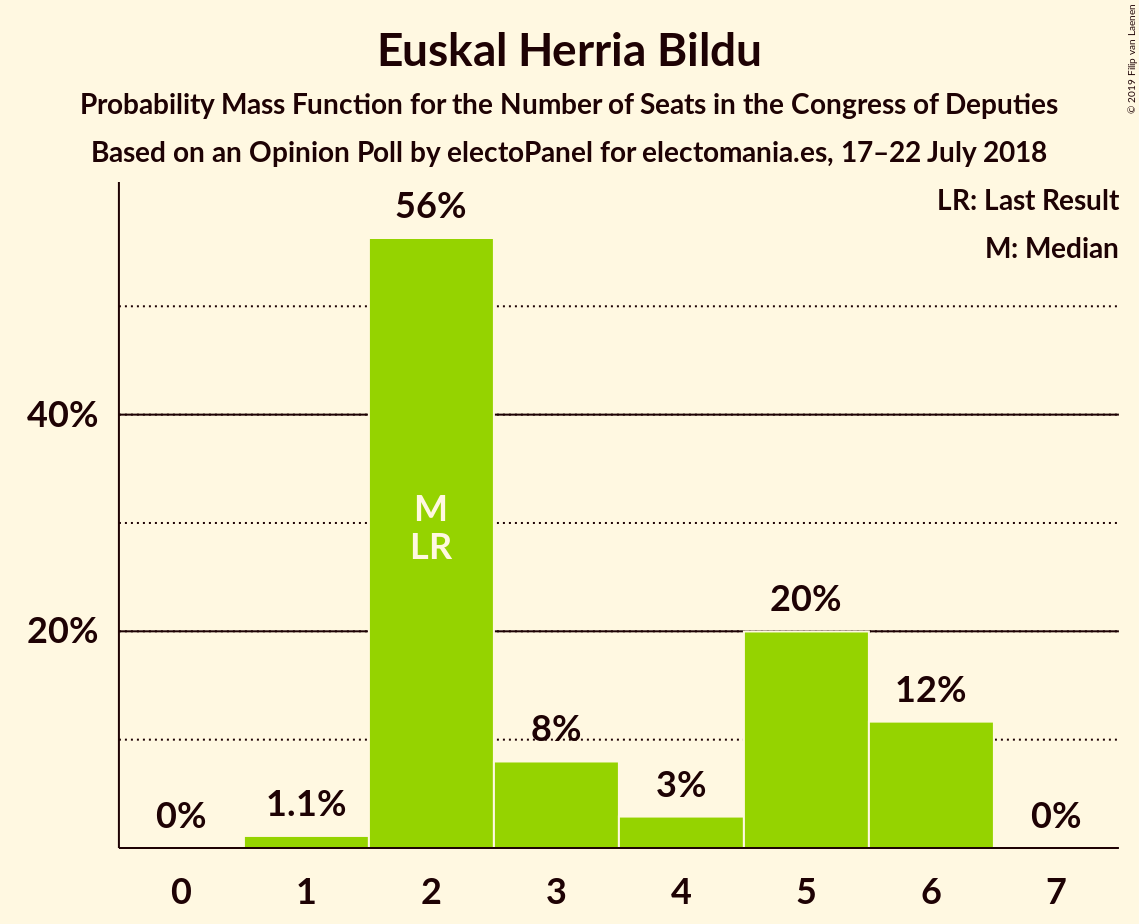 Euskal Herria Bildu
Probability Mass Function for the Number of Seats in the Congress of Deputies
Based on an Opinion Poll by electoPanel for electomania.es, 17–22 July 2018
© 2019 Filip van Laenen
LR: Last Result
M: Median
56%
40%
M
LR
20%
20%
12%
8%
3%
1.1%
0%
0%
0 1 2 3 4 5 6 7